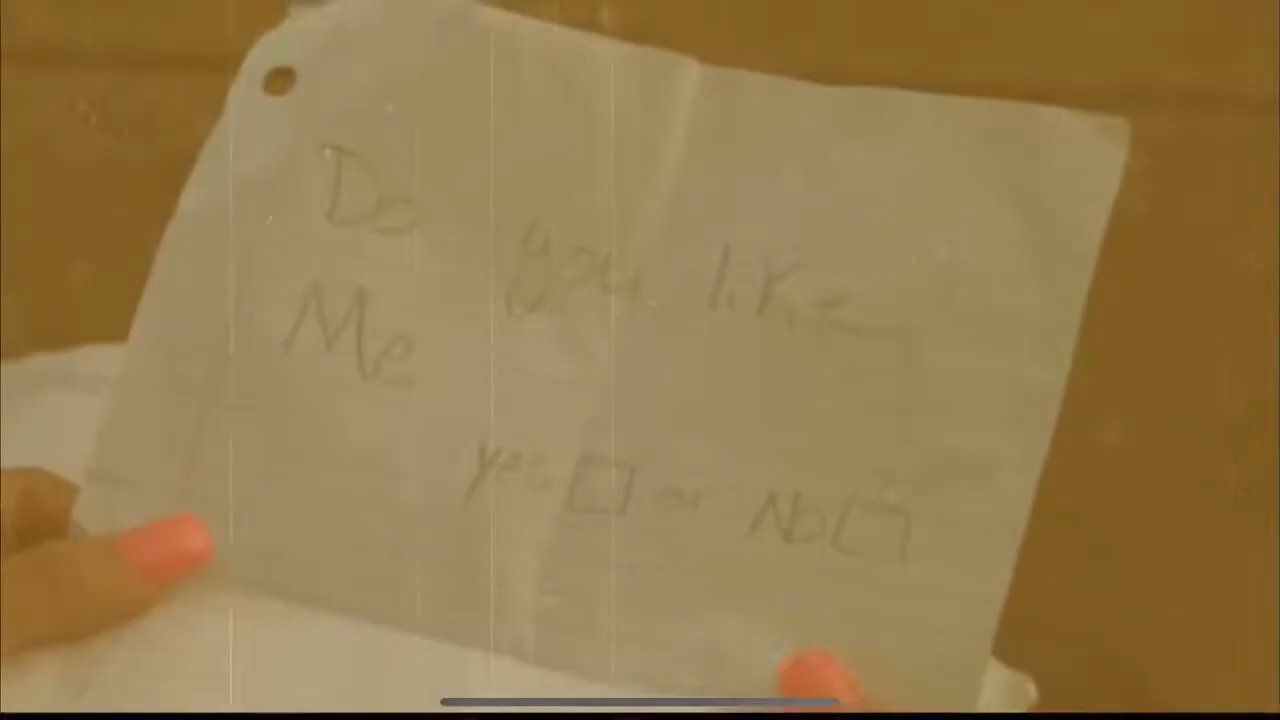 Do you like
Me
yes □ or No □